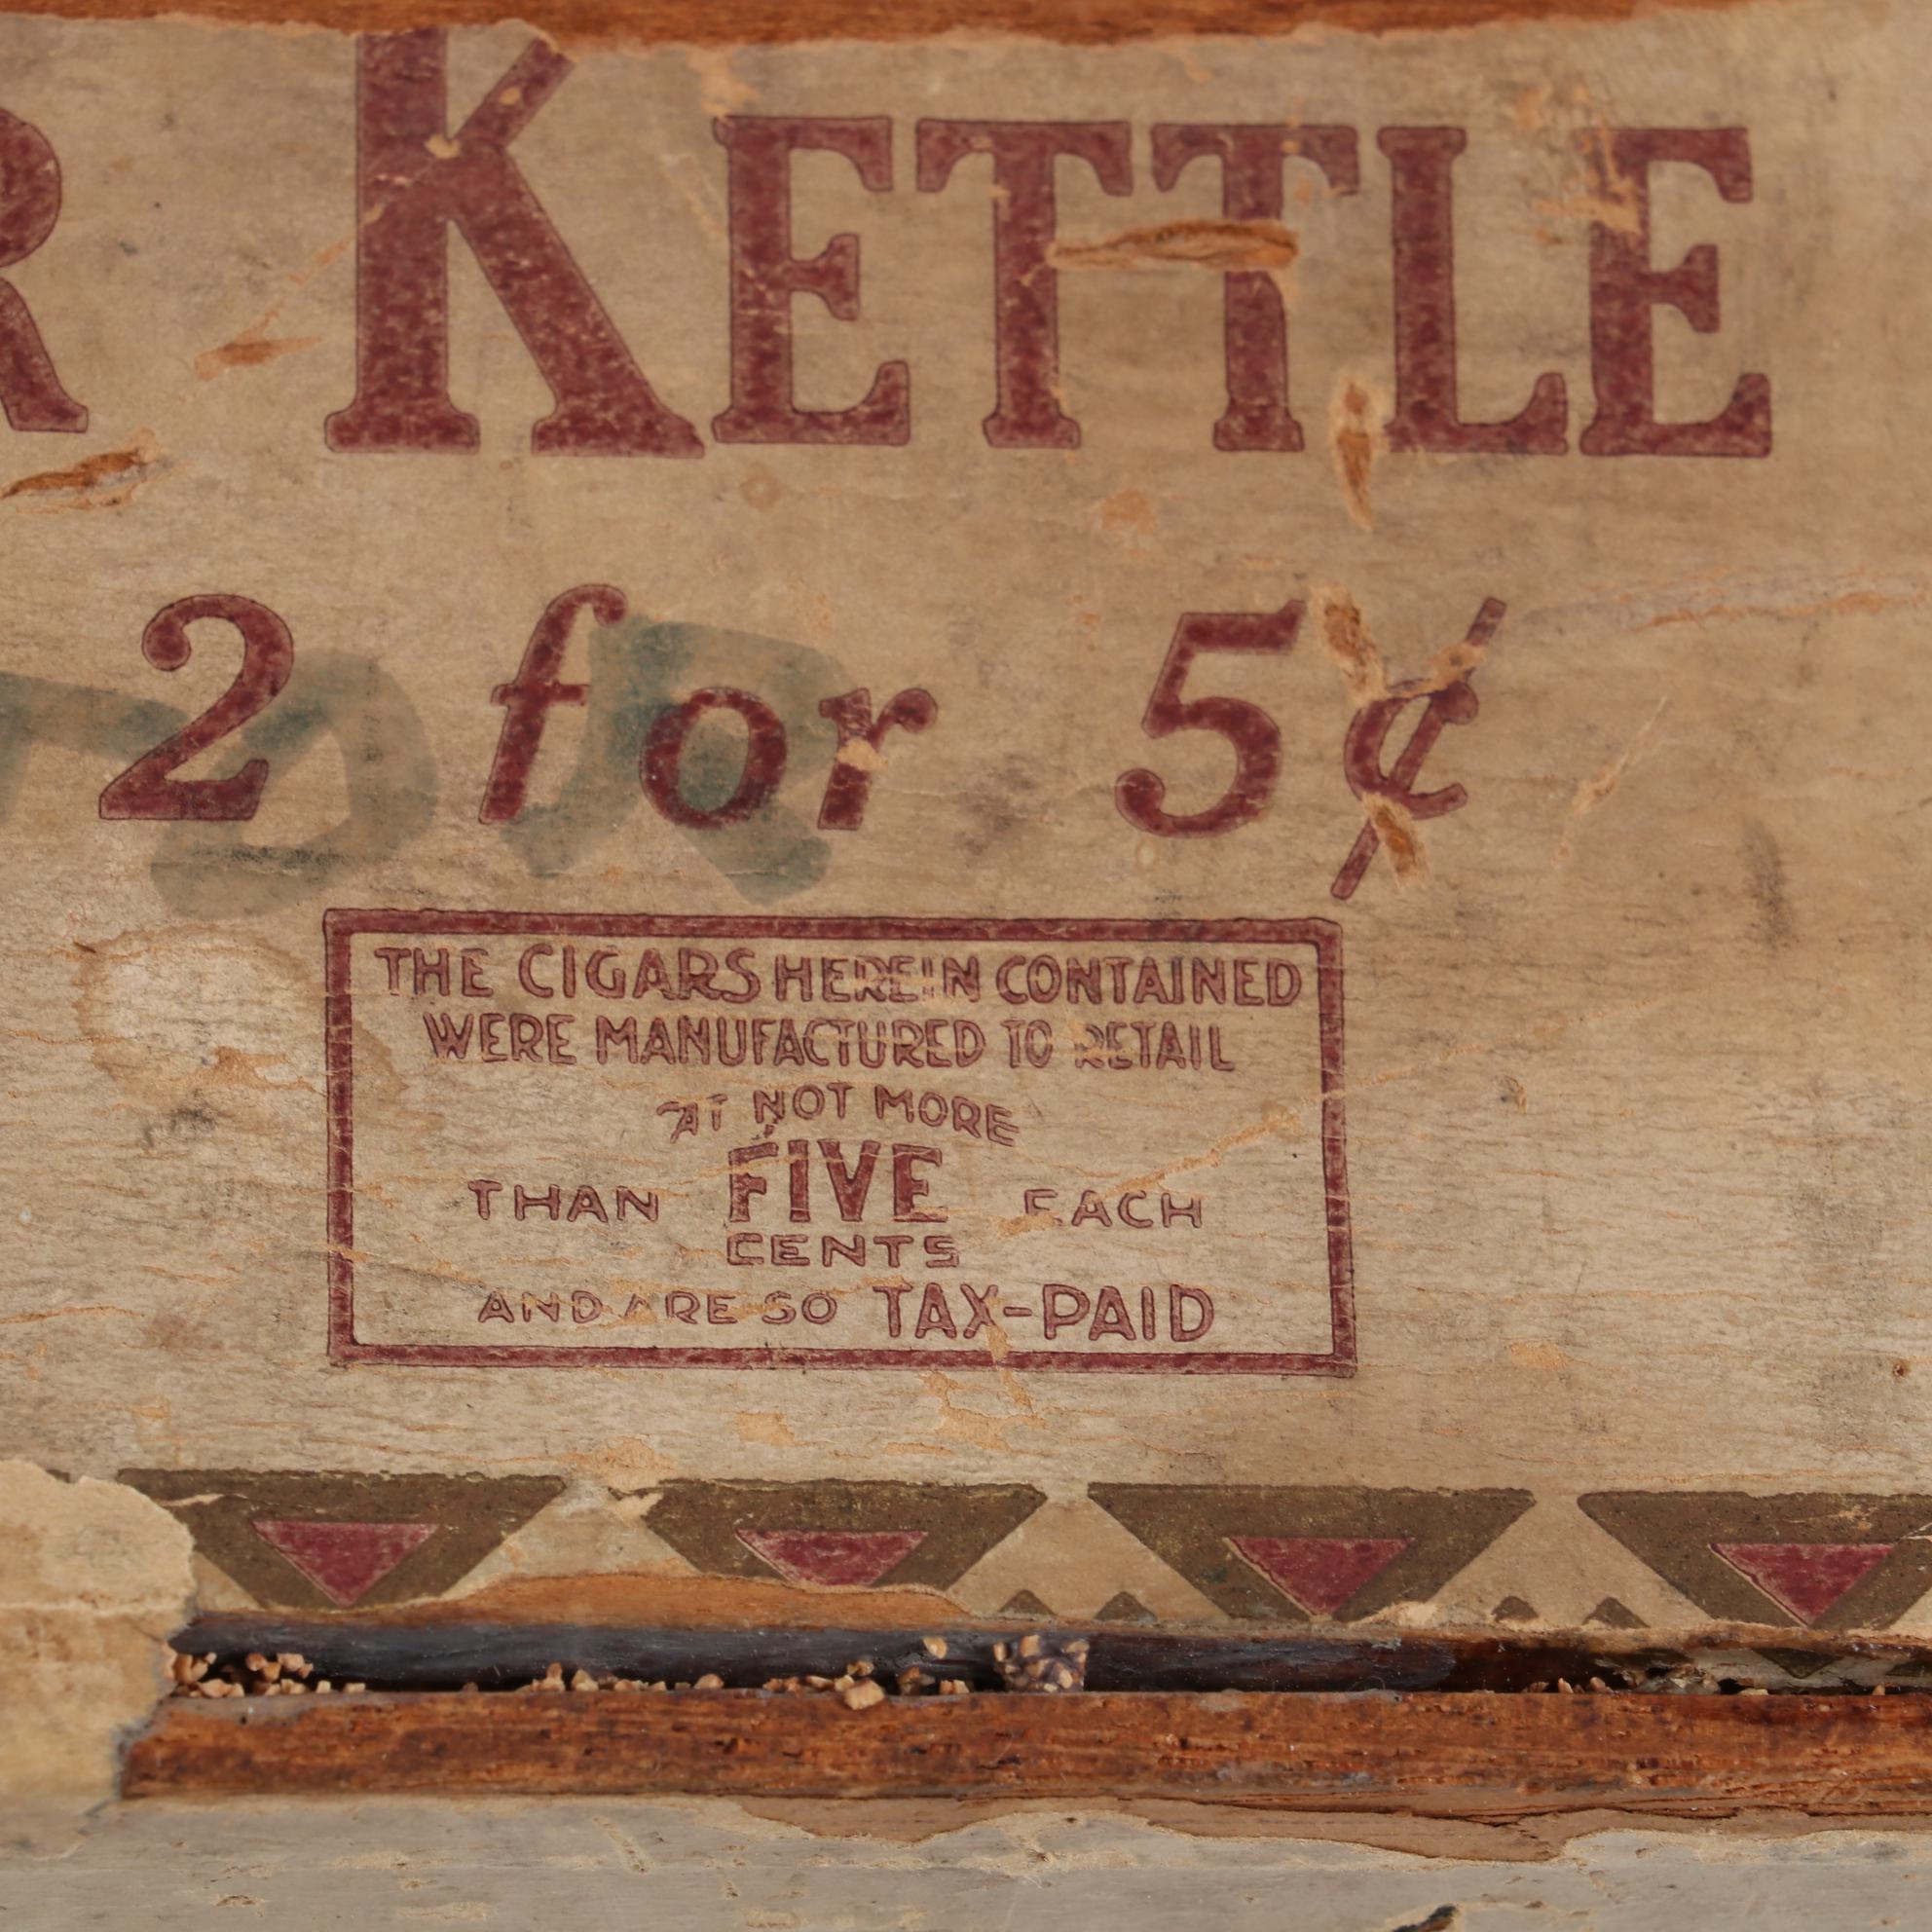 R KETTLE
2 for 5¢
THE CIGARS HEREIN CONTAINED
WERE MANUFACTURED TO RETAIL
AT NOT MORE
THAN FIVE EACH
CENTS
AND ARE SO TAX-PAID